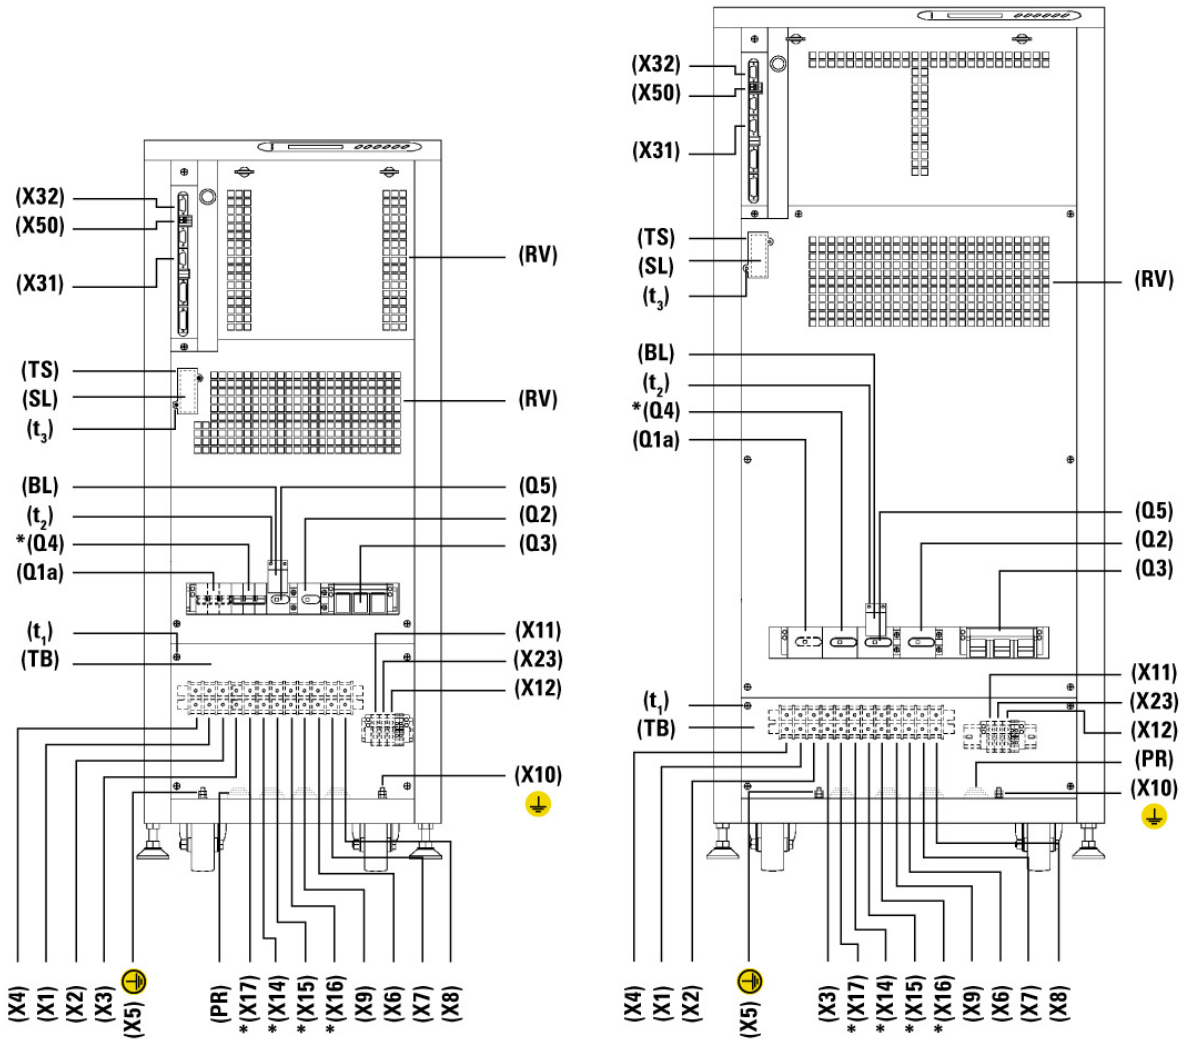 (X32)
(X50)
(X31)
(RV)
(TS)
(SL)
(t3)
(RV)
(BL)
(t2)
*(Q4)
(Q1a)
(Q5)
(Q2)
(Q3)
(t1)
(TB)
(X11)
(X23)
(X12)
(X10)
(X4)
(X1)
(X2)
(X3)
(X5)
(PR)
*(X17)
*(X14)
*(X15)
*(X16)
(X9)
(X6)
(X7)
(X8)
(X32)
(X50)
(X31)
(TS)
(SL)
(t3)
(RV)
(BL)
(t2)
*(Q4)
(Q1a)
(Q5)
(Q2)
(Q3)
(t1)
(TB)
(X11)
(X23)
(X12)
(PR)
(X10)
(X4)
(X1)
(X2)
(X5)
(X3)
*(X17)
*(X14)
*(X15)
*(X16)
(X9)
(X6)
(X7)
(X8)